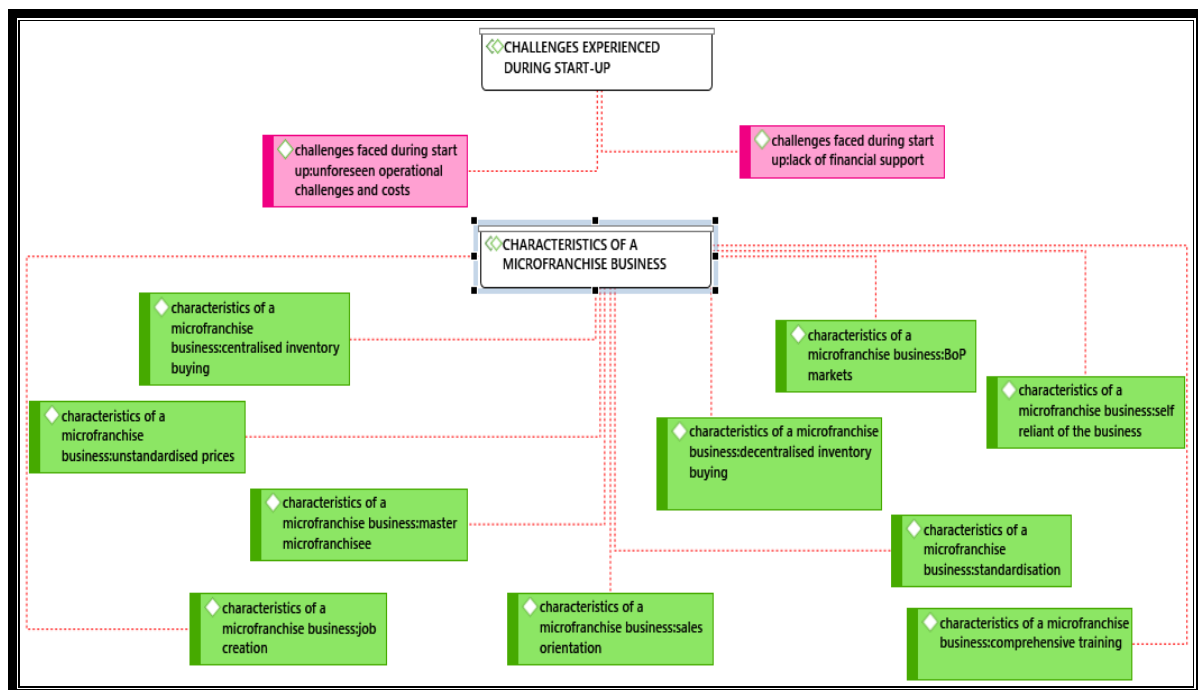 CHALLENGES EXPERIENCED
DURING START-UP
challenges faced during start
up:unforeseen operational
challenges and costs
challenges faced during start
up:lack of financial support
CHARACTERISTICS OF A
MICROFRANCHISE BUSINESS
characteristics of a
microfranchise
business:centralised inventory
buying
characteristics of a
microfranchise business:BoP
markets
characteristics of a
microfranchise business:self
reliant of the business
characteristics of a
microfranchise
business:unstandardised prices
characteristics of a microfranchise
business:decentralised inventory
buying
characteristics of a
microfranchise business:master
microfranchisee
characteristics of a
microfranchise
business:standardisation
characteristics of a
microfranchise business:job
creation
characteristics of a
microfranchise business:sales
orientation
characteristics of a microfranchise
business:comprehensive training